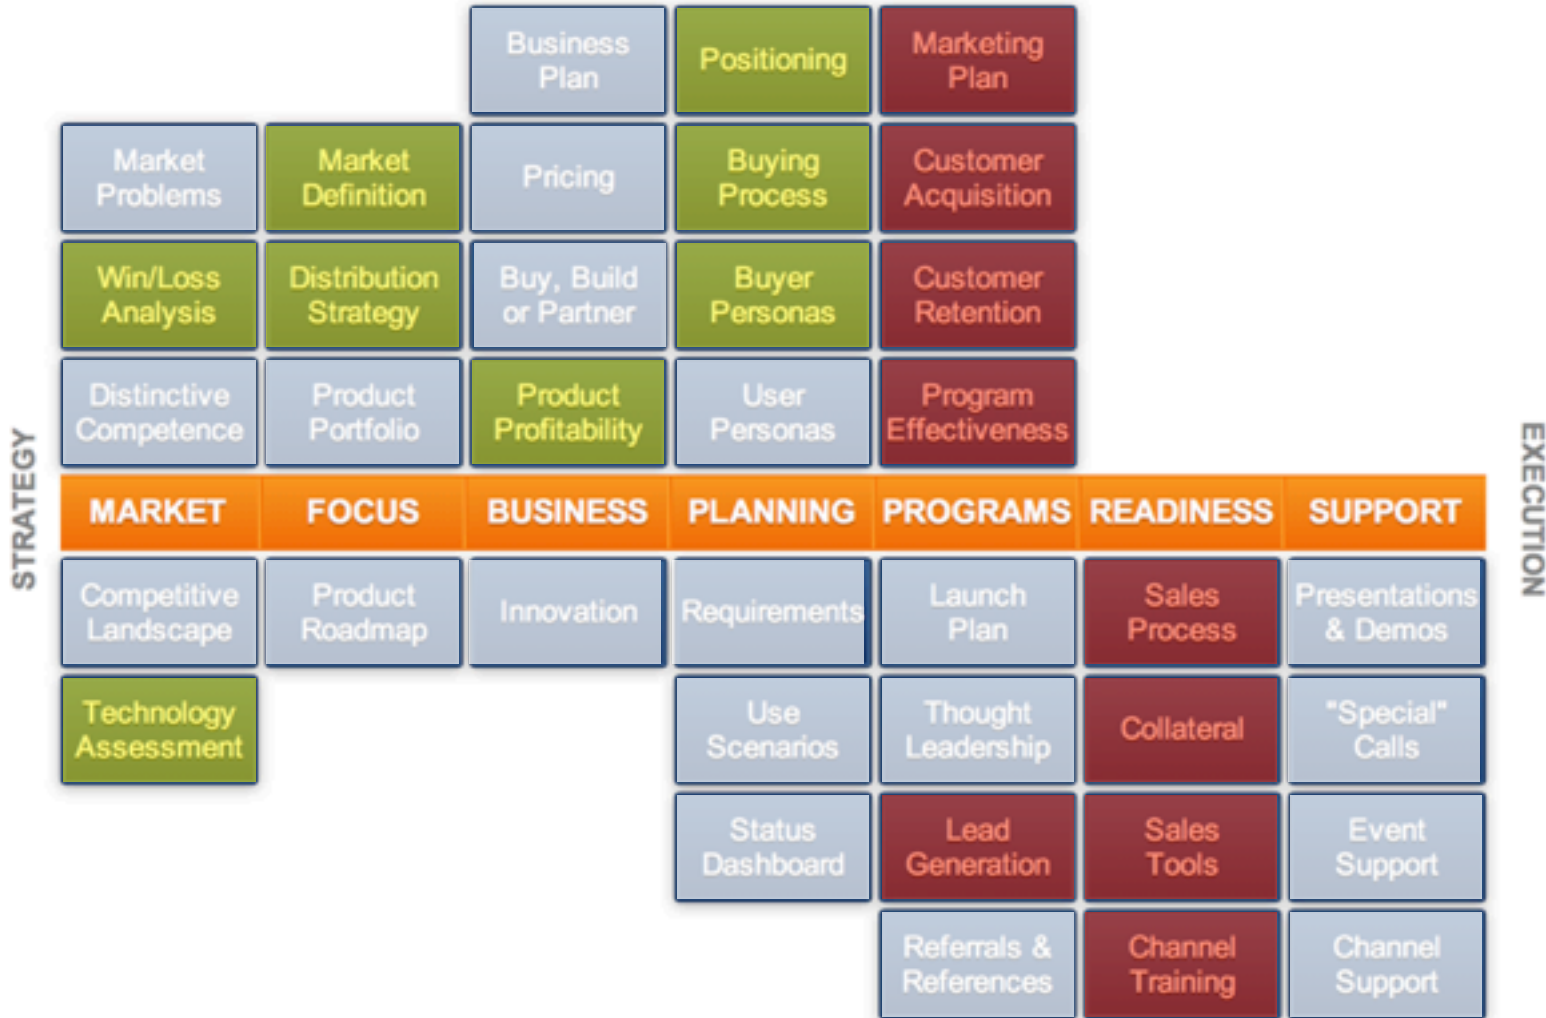 Business
Plan
Positioning
Marketing
Plan
Market
Problems
Market
Definition
Pricing
Buying
Process
Customer
Acquisition
Win/Loss
Analysis
Distribution
Strategy
Buy, Build
or Partner
Buyer
Personas
Customer
Retention
Distinctive
Competence
Product
Portfolio
Product
Profitability
User
Personas
Program
Effectiveness
STRATEGY
MARKET
FOCUS
BUSINESS
PLANNING
PROGRAMS
READINESS
SUPPORT
EXECUTION
Competitive
Landscape
Product
Roadmap
Innovation
Requirements
Launch
Plan
Sales
Process
Presentations
& Demos
Technology
Assessment
Use
Scenarios
Thought
Leadership
Collateral
"Special"
Calls
Status
Dashboard
Lead
Generation
Sales
Tools
Event
Support
Referrals &
References
Channel
Training
Channel
Support